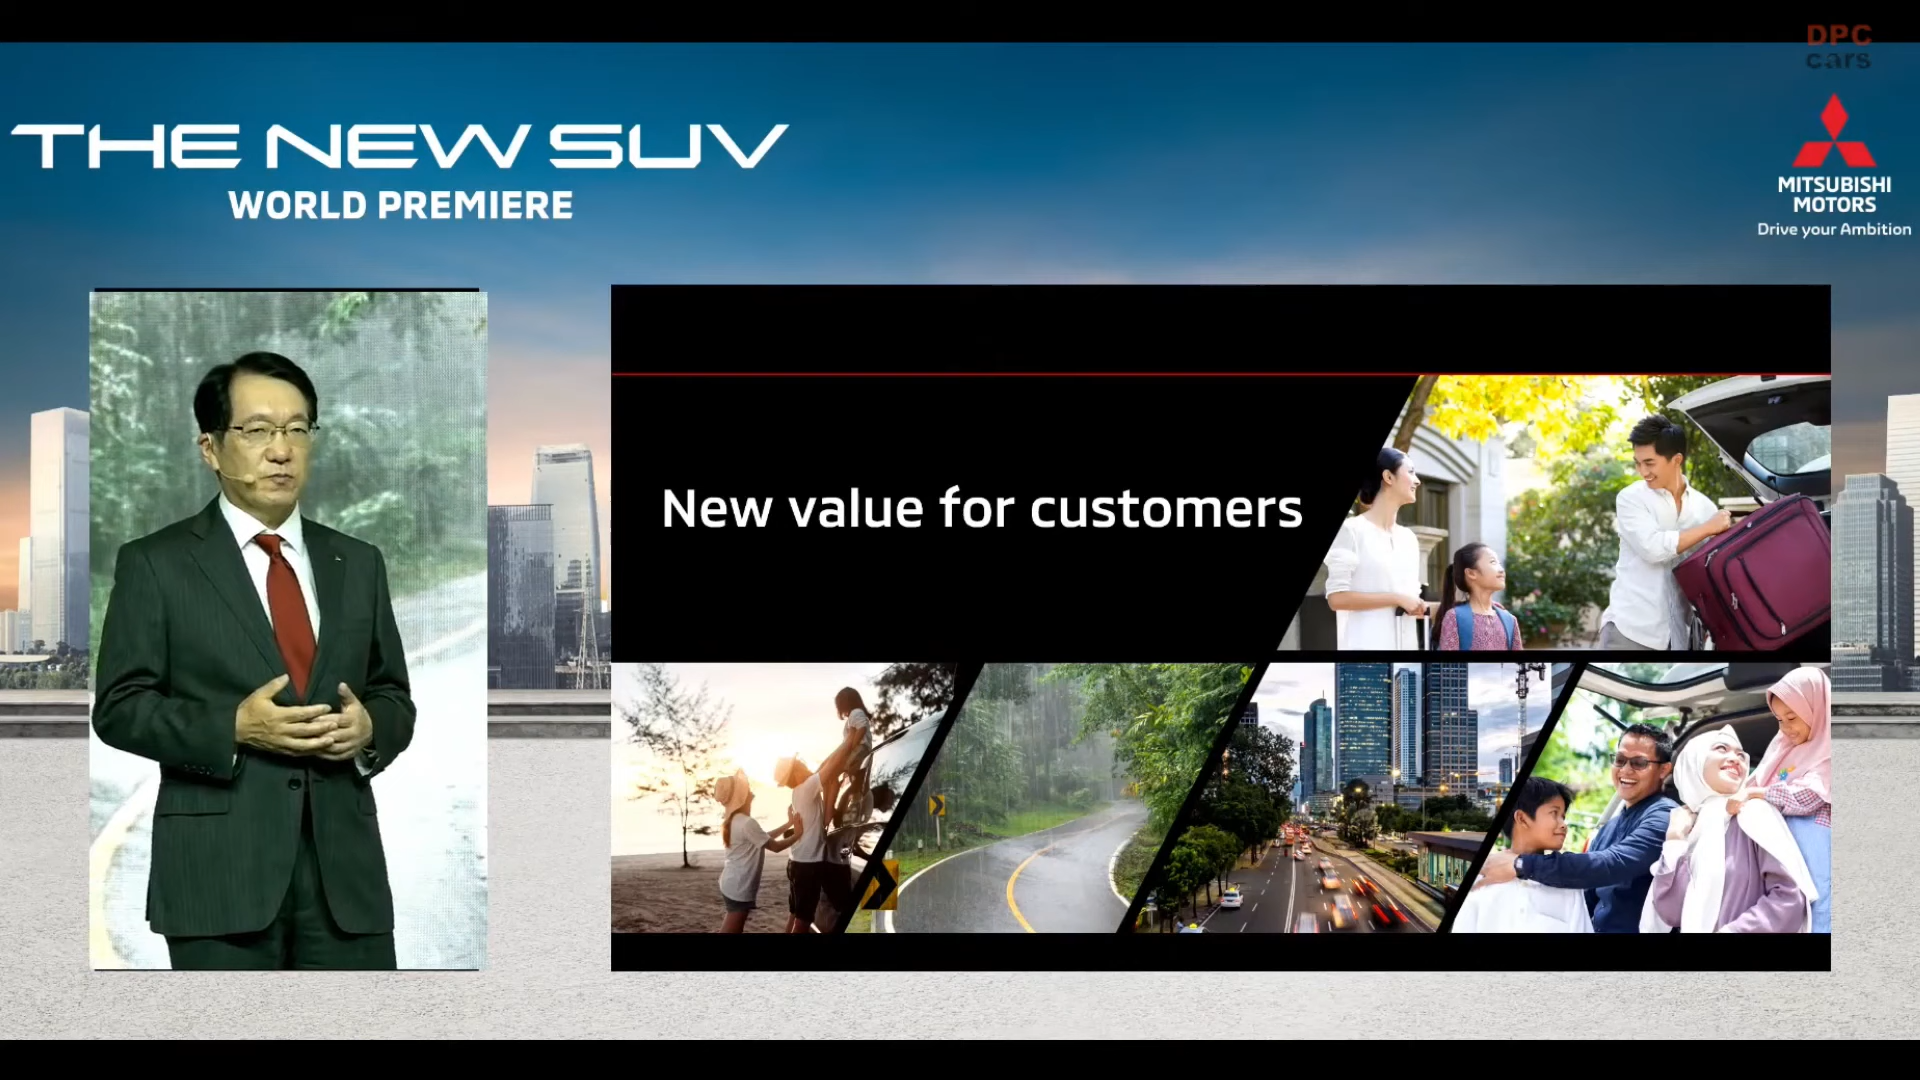 DPC
cars
THE NEW SUV
WORLD PREMIERE
MITSUBISHI
MOTORS
Drive your Ambition
New value for customers